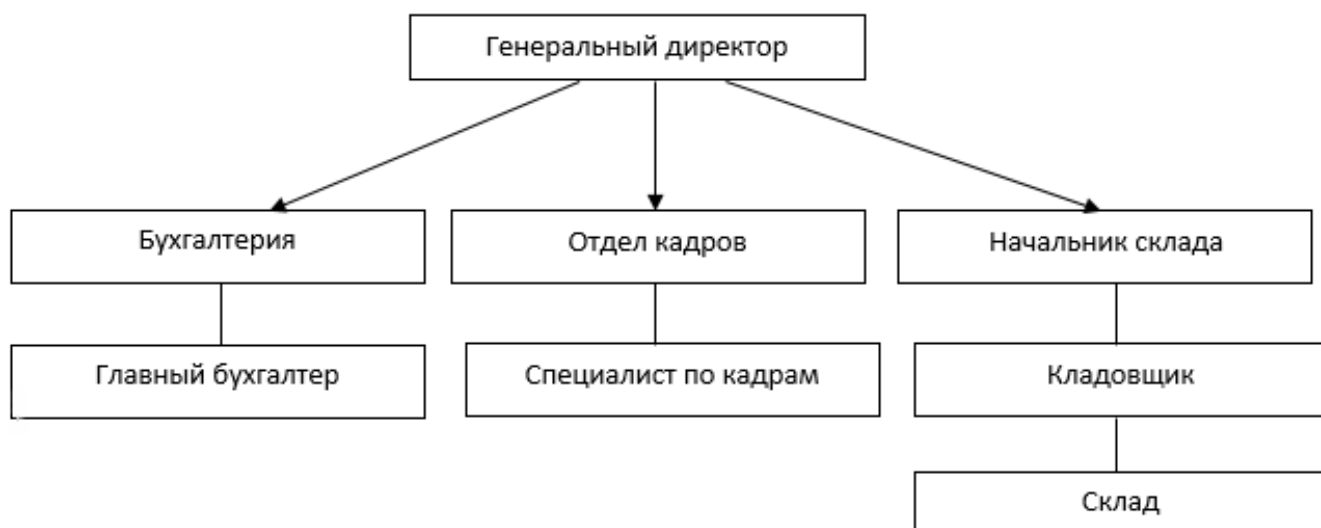 Генеральный директор
Бухгалтерия
Отдел кадров
Начальник склада
Главный бухгалтер
Специалист по кадрам
Кладовщик
Склад